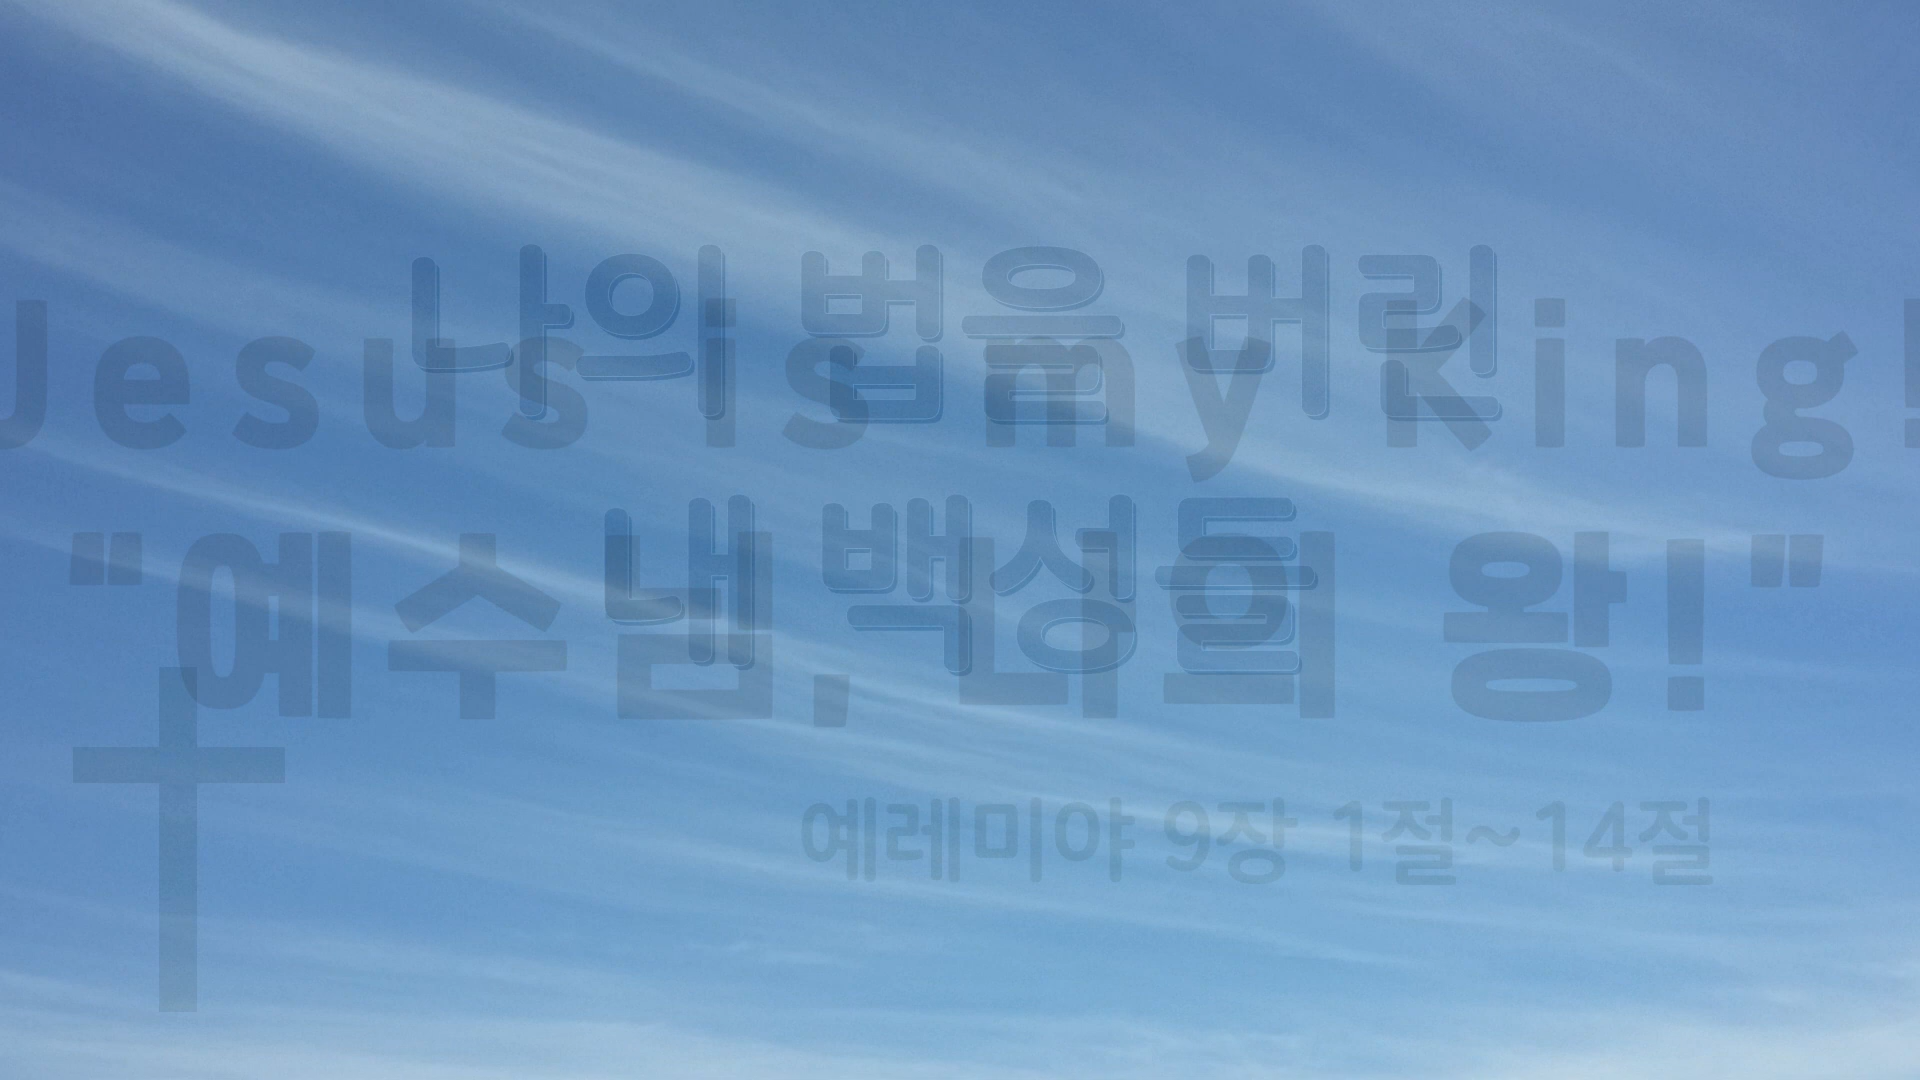 나의 법을 버린
Jesus is my King!
내 백성들
"예수님, 나의 왕!"
예레미야 9장 1절~14절